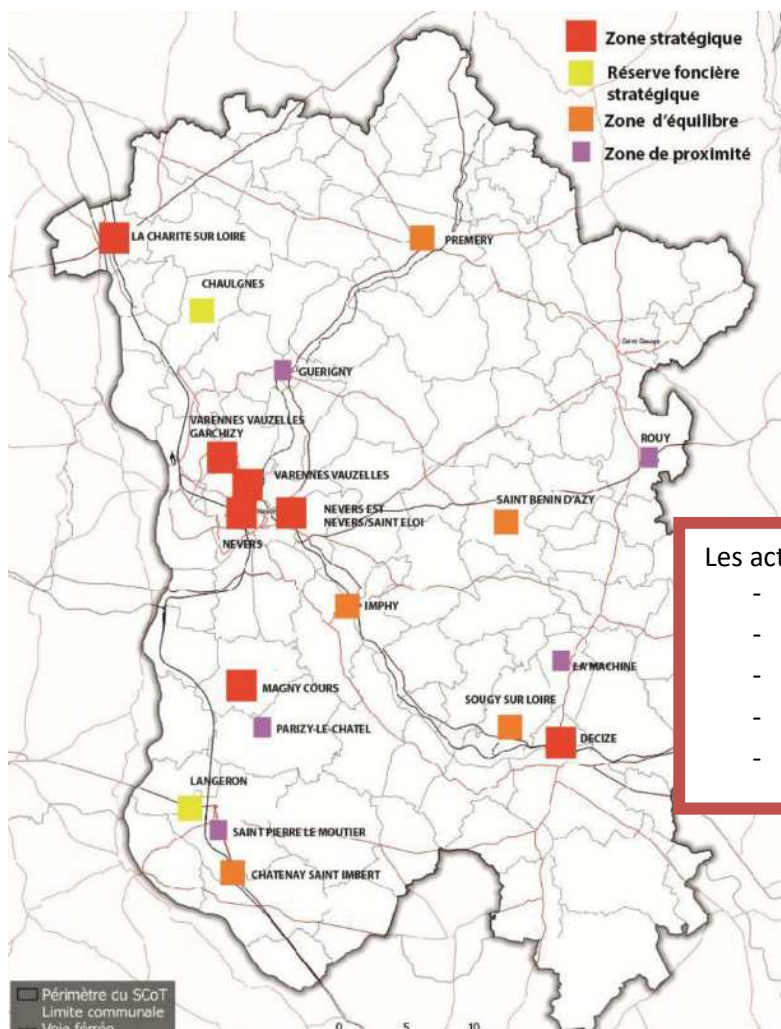 Zone stratégique
Réserve foncière
stratégique
Zone d'équilibre
Zone de proximité
LA CHARITE SUR LOIRE
PREMERY
CHAULGNES
GUERIGNY
VARENNES VAUZELLES
GARCHIZY
ROUY
VARENNES VAUZELLES
SAINT BENIN D'AZY
NEVERS EST
NEVERS/SAINT ELOI
NEVERS
Les act
-
-
-
-
-
IMPHY
LA MACHINE
MAGNY COURS
SOUGY SUR LOIRE
PARIZY-LE-CHATEL
DECIZE
LANGERON
SAINT PIERRE LE MOUTIER
CHATENAY SAINT IMBERT
Périmètre du SCoT
Limite communale
Voie férrée
0 5 10